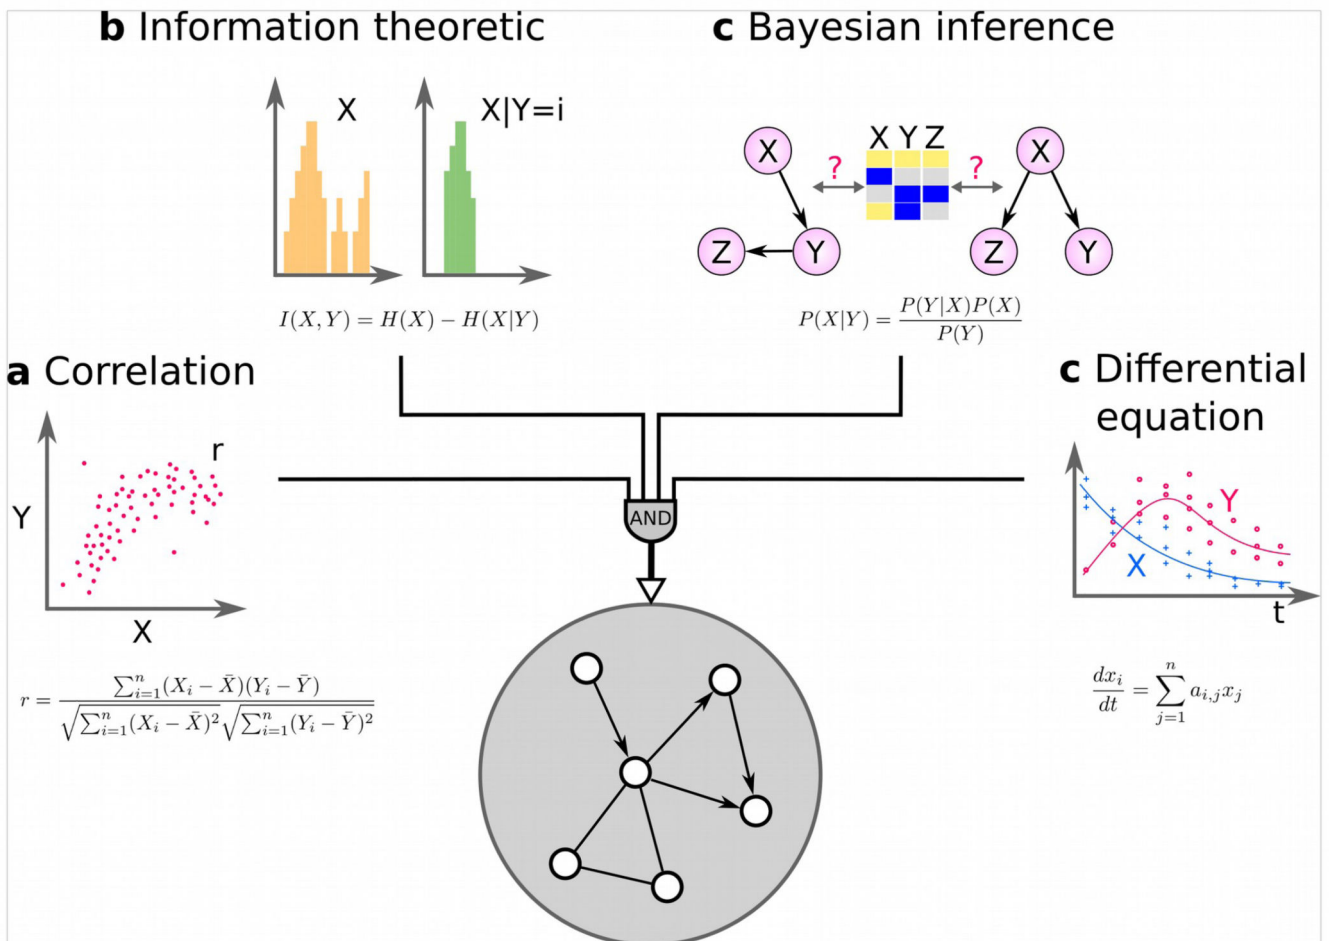 b Information theoretic
X
X|Y=i
I(X, Y) = H(X) − H(X|Y)
c Bayesian inference
X
Z
Y
?
X Y Z
?
X
Z
Y
P(X|Y) = P(Y|X)P(X) / P(Y)
a Correlation
r
Y
X
r = ∑ⁿᵢ₌₁(Xᵢ − X̄)(Yᵢ − Ȳ) / √∑ⁿᵢ₌₁(Xᵢ − X̄)² √∑ⁿᵢ₌₁(Yᵢ − Ȳ)²
c Differential
equation
Y
X
t
dxᵢ/dt = ∑ⁿⱼ₌₁ aᵢ,ⱼxⱼ
AND